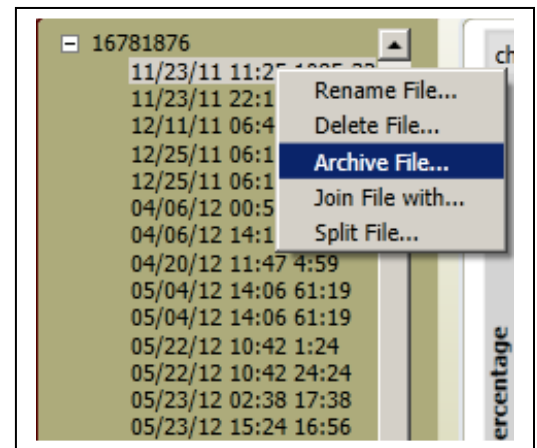 16781876
ch
11/23/11 11:25
11/23/11 22:1
12/11/11 06:4
12/25/11 06:1
12/25/11 06:1
04/06/12 00:5
04/06/12 14:1
04/20/12 11:47 4:59
05/04/12 14:06 61:19
05/04/12 14:06 61:19
05/22/12 10:42 1:24
05/22/12 10:42 24:24
05/23/12 02:38 17:38
05/23/12 15:24 16:56
Rename File...
Delete File...
Archive File...
Join File with...
Split File...
ercentage